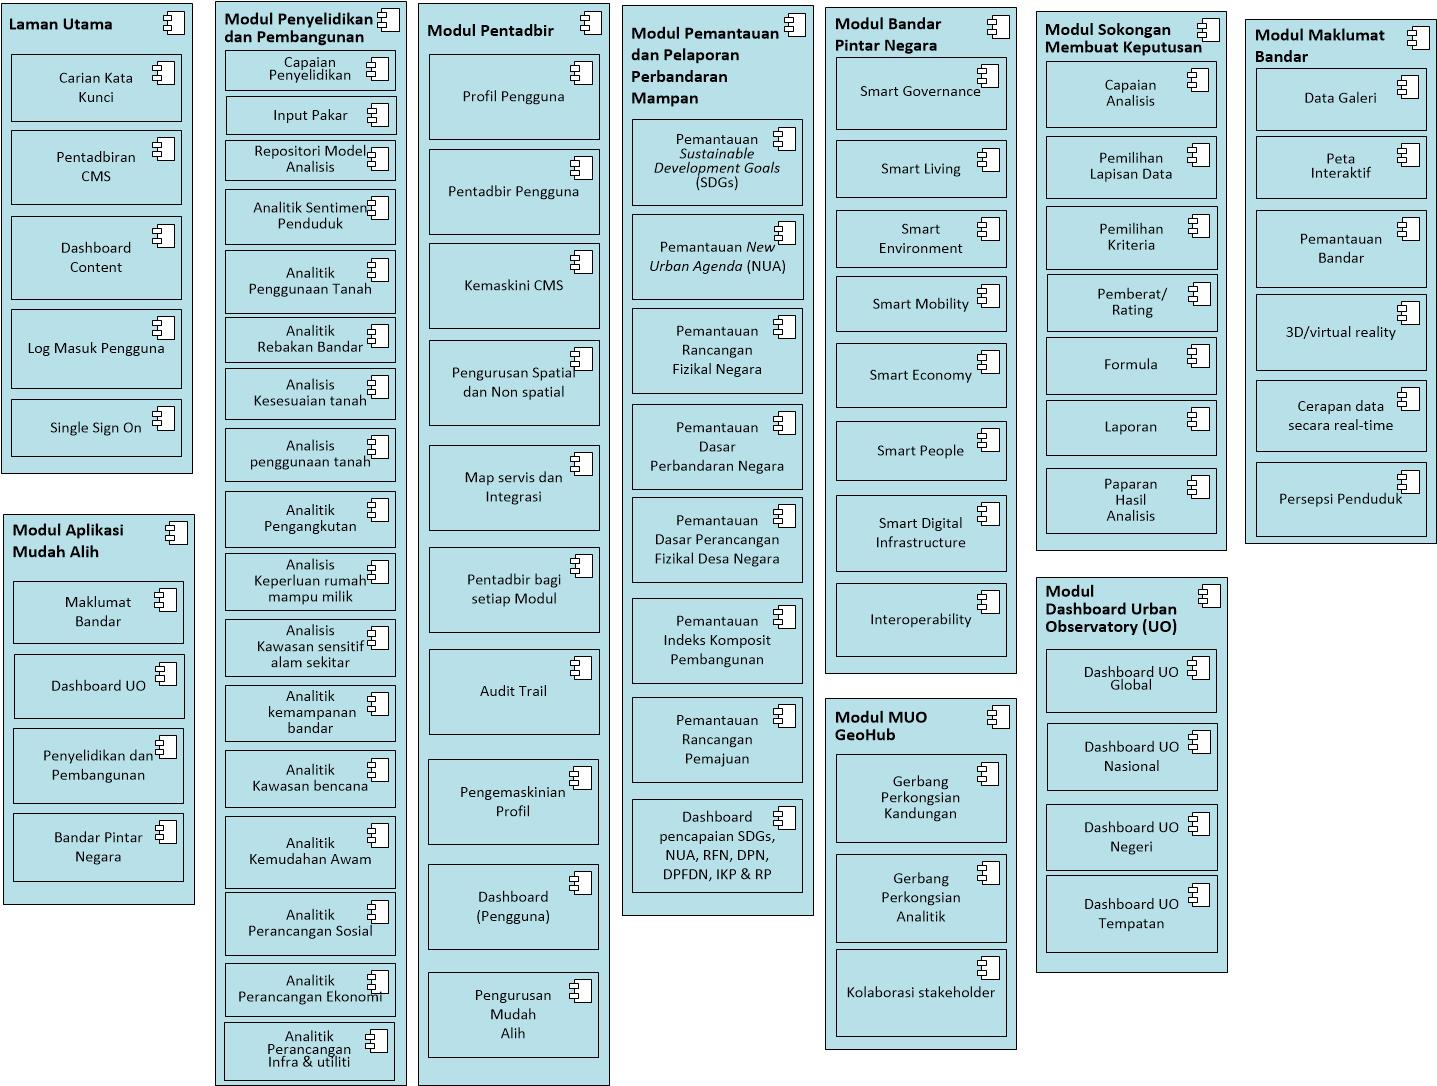 Laman Utama
Carian Kata
Kunci
Pentadbiran
CMS
Dashboard
Content
Log Masuk Pengguna
Single Sign On
Modul Aplikasi
Mudah Alih
Maklumat
Bandar
Dashboard UO
Penyelidikan dan
Pembangunan
Bandar Pintar
Negara
Modul Penyelidikan
dan Pembangunan
Capaian
Penyelidikan
Input Pakar
Repositori Model
Analisis
Analitik Sentimen
Penduduk
Analitik
Penggunaan Tanah
Analitik
Rebakan Bandar
Analisis
Kesesuaian tanah
Analisis
penggunaan tanah
Analitik
Pengangkutan
Analisis
Keperluan rumah
mampu milik
Analisis
Kawasan sensitif
alam sekitar
Analitik
kemampanan
bandar
Analitik
Kawasan bencana
Analitik
Kemudahan Awam
Analitik
Perancangan Sosial
Analitik
Perancangan Ekonomi
Analitik
Perancangan
Infra & utiliti
Modul Pentadbir
Profil Pengguna
Pentadbir Pengguna
Kemaskini CMS
Pengurusan Spatial
dan Non spatial
Map servis dan
Integrasi
Pentadbir bagi
setiap Modul
Audit Trail
Pengemaskinian
Profil
Dashboard
(Pengguna)
Pengurusan
Mudah
Alih
Modul Pemantauan
dan Pelaporan
Perbandaran
Mampan
Pemantauan
Sustainable
Development Goals
(SDGs)
Pemantauan New
Urban Agenda (NUA)
Pemantauan
Rancangan
Fizikal Negara
Pemantauan
Dasar
Perbandaran Negara
Pemantauan
Dasar Perancangan
Fizikal Desa Negara
Pemantauan
Indeks Komposit
Pembangunan
Pemantauan
Rancangan
Pemajuan
Dashboard
pencapaian SDGs,
NUA, RFN, DPN,
DPFDN, IKP & RP
Modul Bandar
Pintar Negara
Smart Governance
Smart Living
Smart
Environment
Smart Mobility
Smart Economy
Smart People
Smart Digital
Infrastructure
Interoperability
Modul MUO
GeoHub
Gerbang
Perkongsian
Kandungan
Gerbang
Perkongsian
Analitik
Kolaborasi stakeholder
Modul Sokongan
Membuat Keputusan
Capaian
Analisis
Pemilihan
Lapisan Data
Pemilihan
Kriteria
Pemberat/
Rating
Formula
Laporan
Paparan
Hasil
Analisis
Modul
Dashboard Urban
Observatory (UO)
Dashboard UO
Global
Dashboard UO
Nasional
Dashboard UO
Negeri
Dashboard UO
Tempatan
Modul Maklumat
Bandar
Data Galeri
Peta
Interaktif
Pemantauan
Bandar
3D/virtual reality
Cerapan data
secara real-time
Persepsi Penduduk